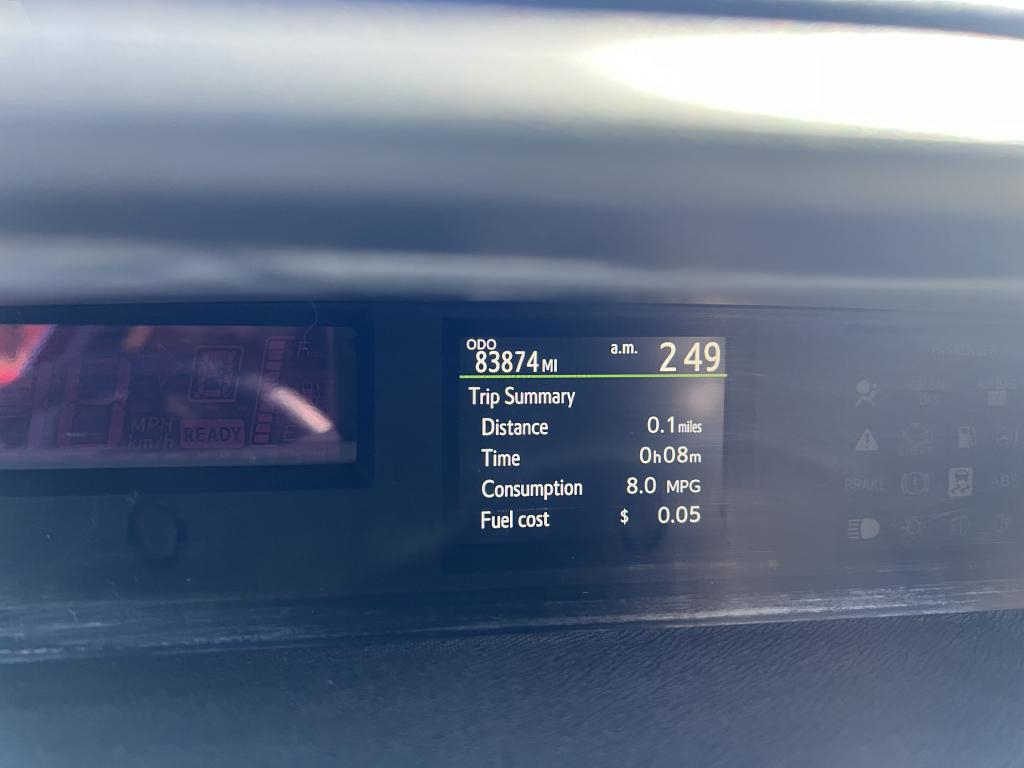 ODO
83874 MI a.m. 2 49
Trip Summary
Distance 0.1 miles
Time 0h08m
Consumption 8.0 MPG
Fuel cost $ 0.05
MPH
km/h
READY
BRAKE
ABS